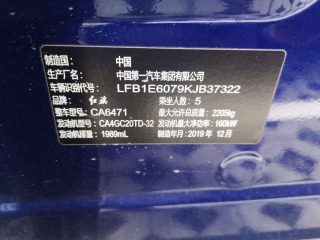 制造国： 中国
生产厂名： 中国第一汽车集团有限公司
车辆识别代号： LFB1E6079KJB37322
品牌： 红旗 乘坐人数：5
整车型号：CA6471 最大允许总质量：2205kg
发动机型号：CA4GC20TD-32 发动机最大净功率：160kW
发动机排量：1989mL 制造年月：2019 年 12月